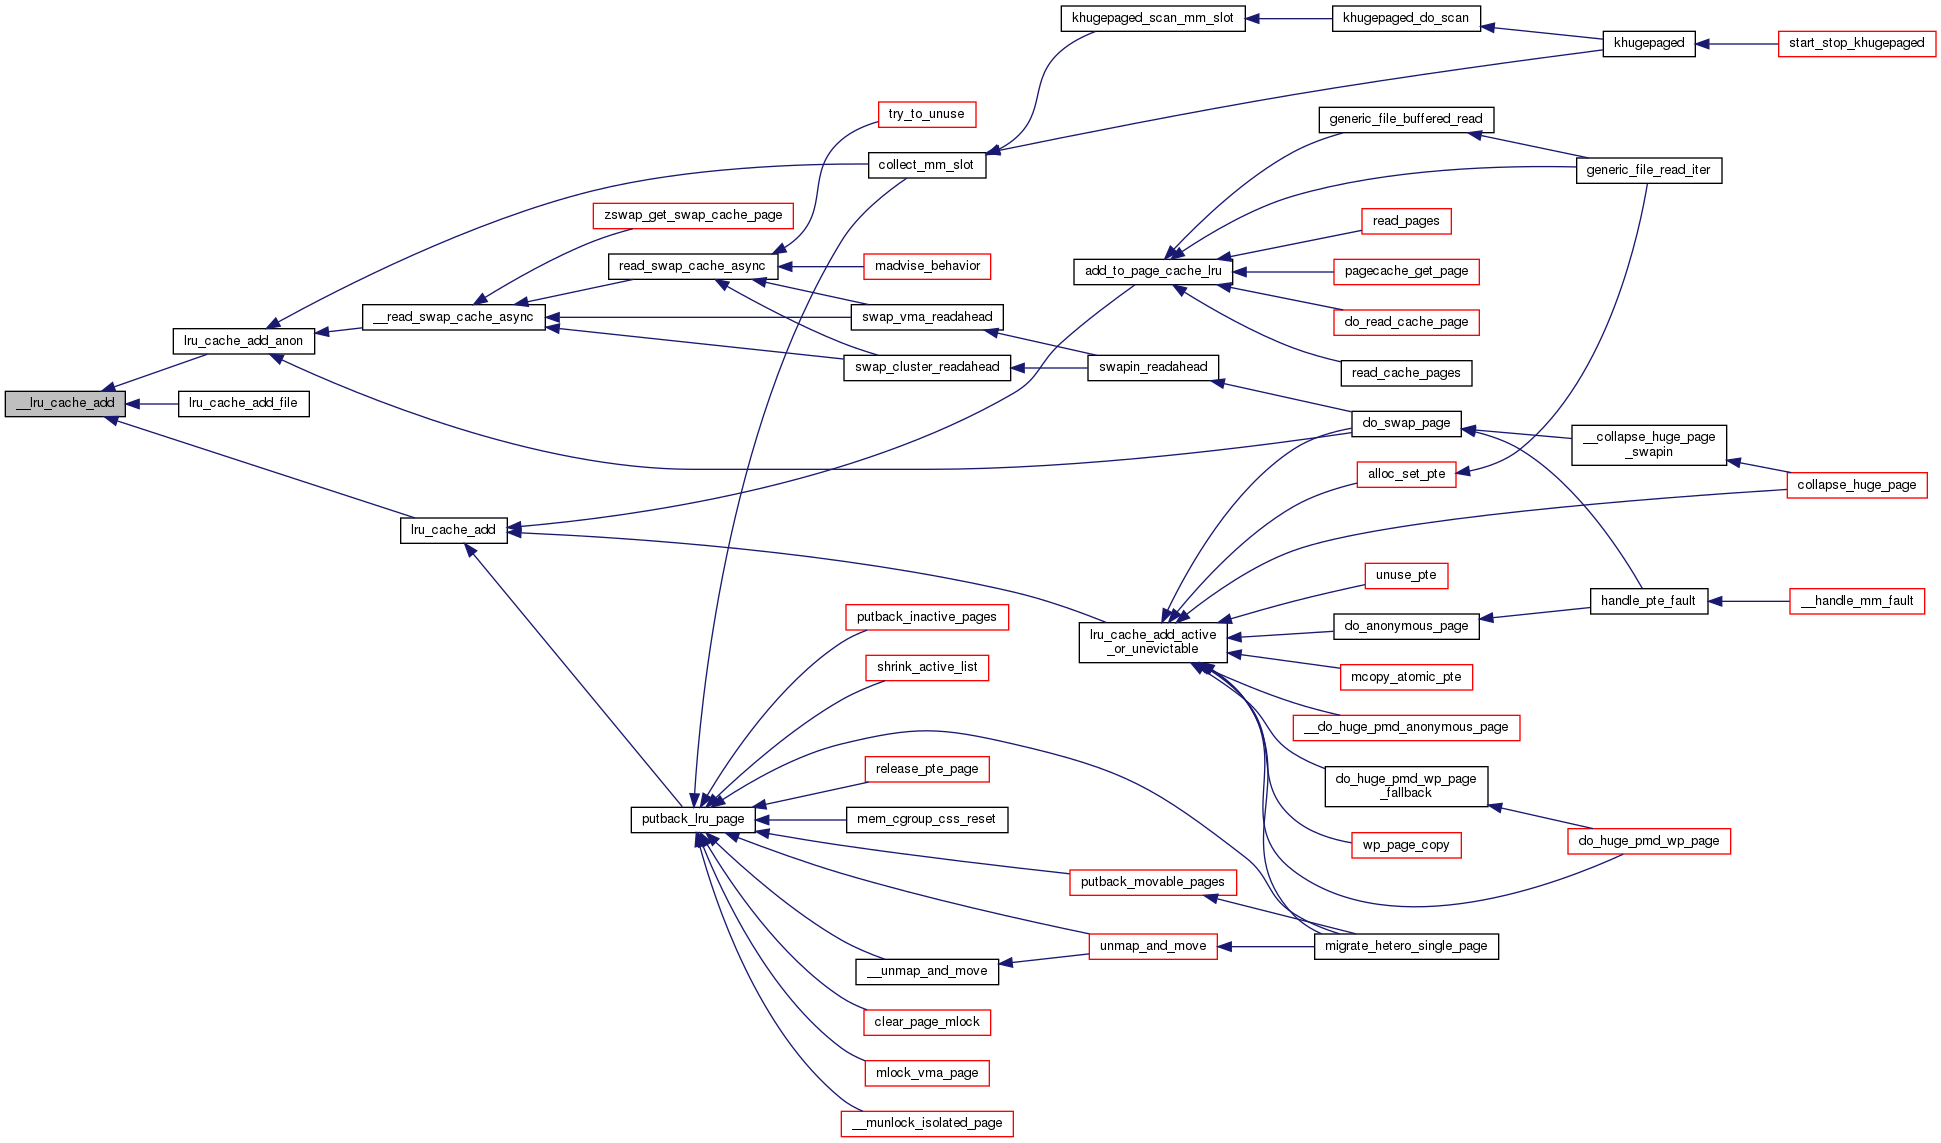 khugepaged_scan_mm_slot
khugepaged_do_scan
khugepaged
start_stop_khugepaged
try_to_unuse
generic_file_buffered_read
collect_mm_slot
generic_file_read_iter
zswap_get_swap_cache_page
read_pages
read_swap_cache_async
madvise_behavior
add_to_page_cache_lru
pagecache_get_page
__read_swap_cache_async
swap_vma_readahead
do_read_cache_page
lru_cache_add_anon
swap_cluster_readahead
swapin_readahead
read_cache_pages
__lru_cache_add
lru_cache_add_file
do_swap_page
__collapse_huge_page
_swapin
alloc_set_pte
collapse_huge_page
lru_cache_add
unuse_pte
handle_pte_fault
__handle_mm_fault
putback_inactive_pages
lru_cache_add_active
_or_unevictable
do_anonymous_page
shrink_active_list
mcopy_atomic_pte
__do_huge_pmd_anonymous_page
release_pte_page
do_huge_pmd_wp_page
_fallback
putback_lru_page
mem_cgroup_css_reset
wp_page_copy
do_huge_pmd_wp_page
putback_movable_pages
unmap_and_move
migrate_hetero_single_page
__unmap_and_move
clear_page_mlock
mlock_vma_page
__munlock_isolated_page